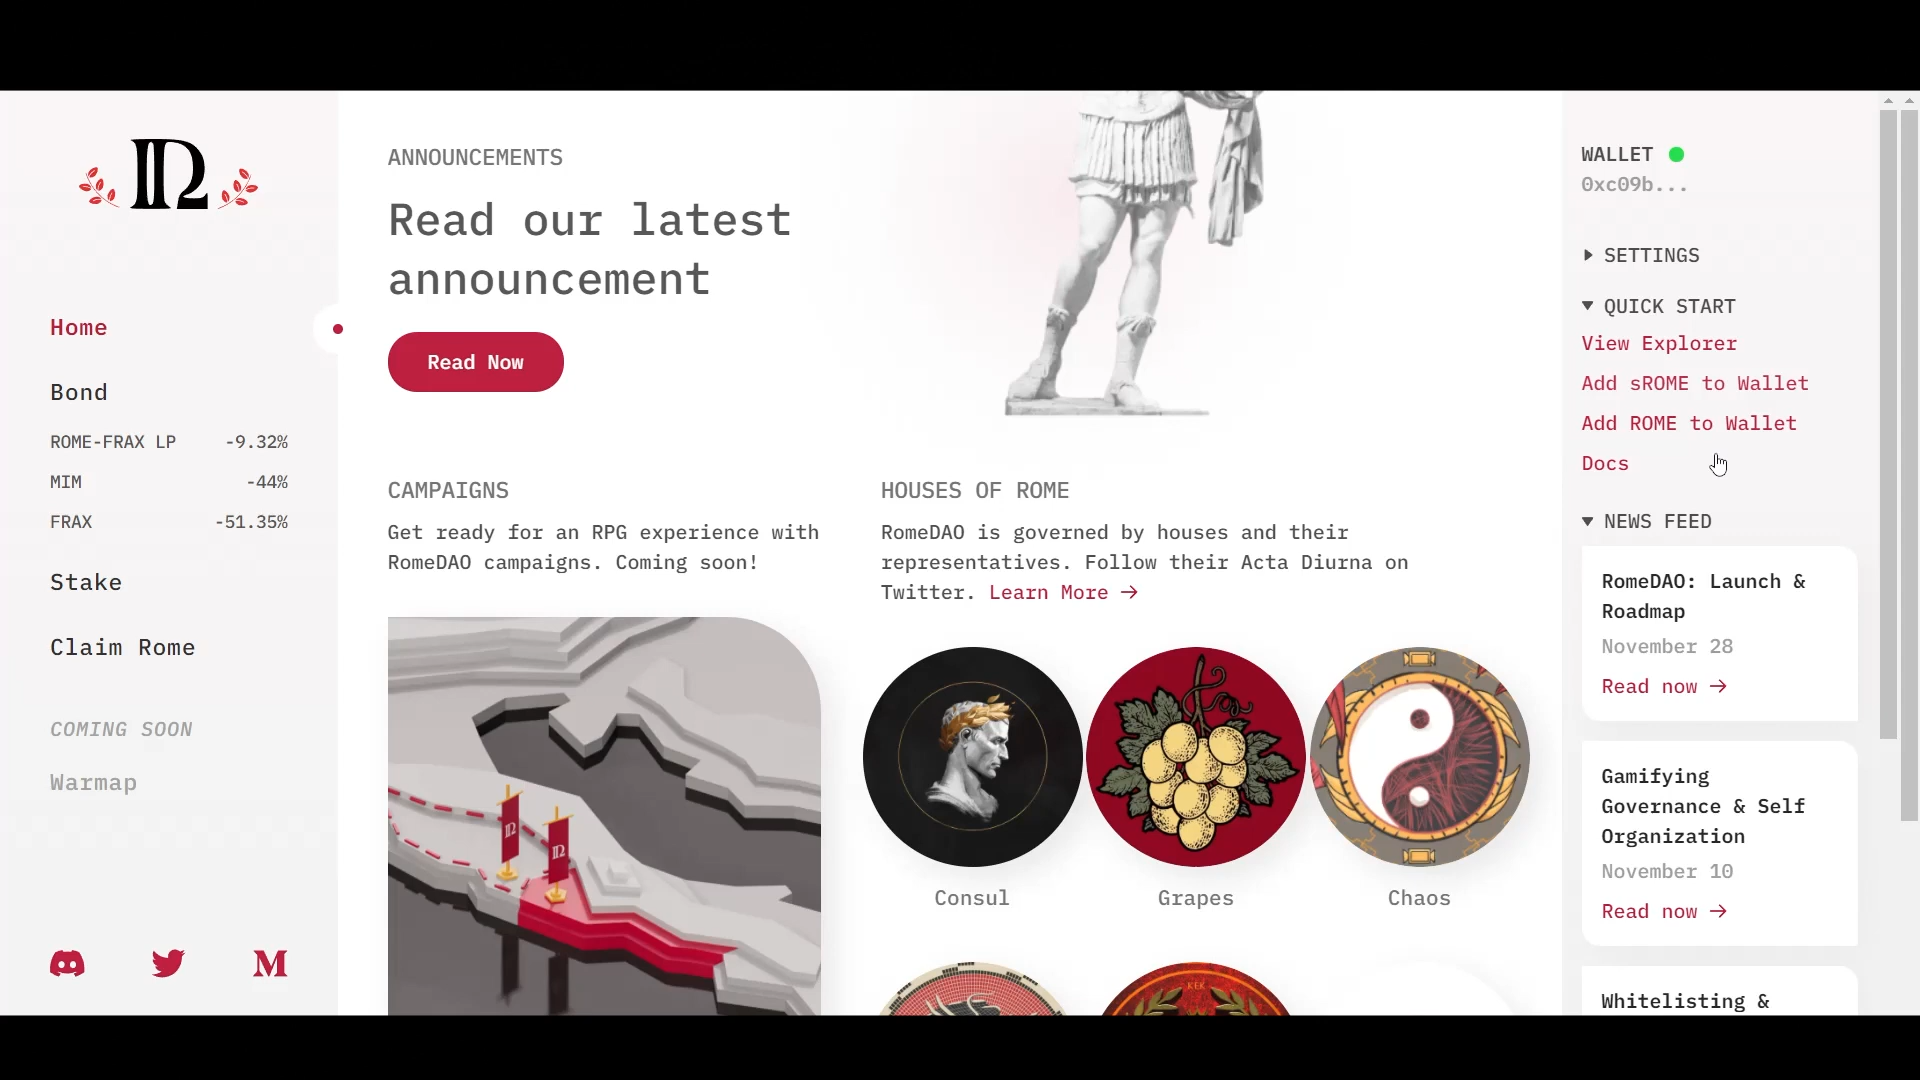 Home
Bond
ROME-FRAX LP -9.32%
MIM -44%
FRAX -51.35%
Stake
Claim Rome
COMING SOON
Warmap
ANNOUNCEMENTS
Read our latest
announcement
Read Now
CAMPAIGNS
Get ready for an RPG experience with
RomeDAO campaigns. Coming soon!
HOUSES OF ROME
RomeDAO is governed by houses and their
representatives. Follow their Acta Diurna on
Twitter. Learn More →
Consul
Grapes
Chaos
KEK
WALLET
0xc09b...
SETTINGS
QUICK START
View Explorer
Add sROME to Wallet
Add ROME to Wallet
Docs
NEWS FEED
RomeDAO: Launch &
Roadmap
November 28
Read now →
Gamifying
Governance & Self
Organization
November 10
Read now →
Whitelisting &